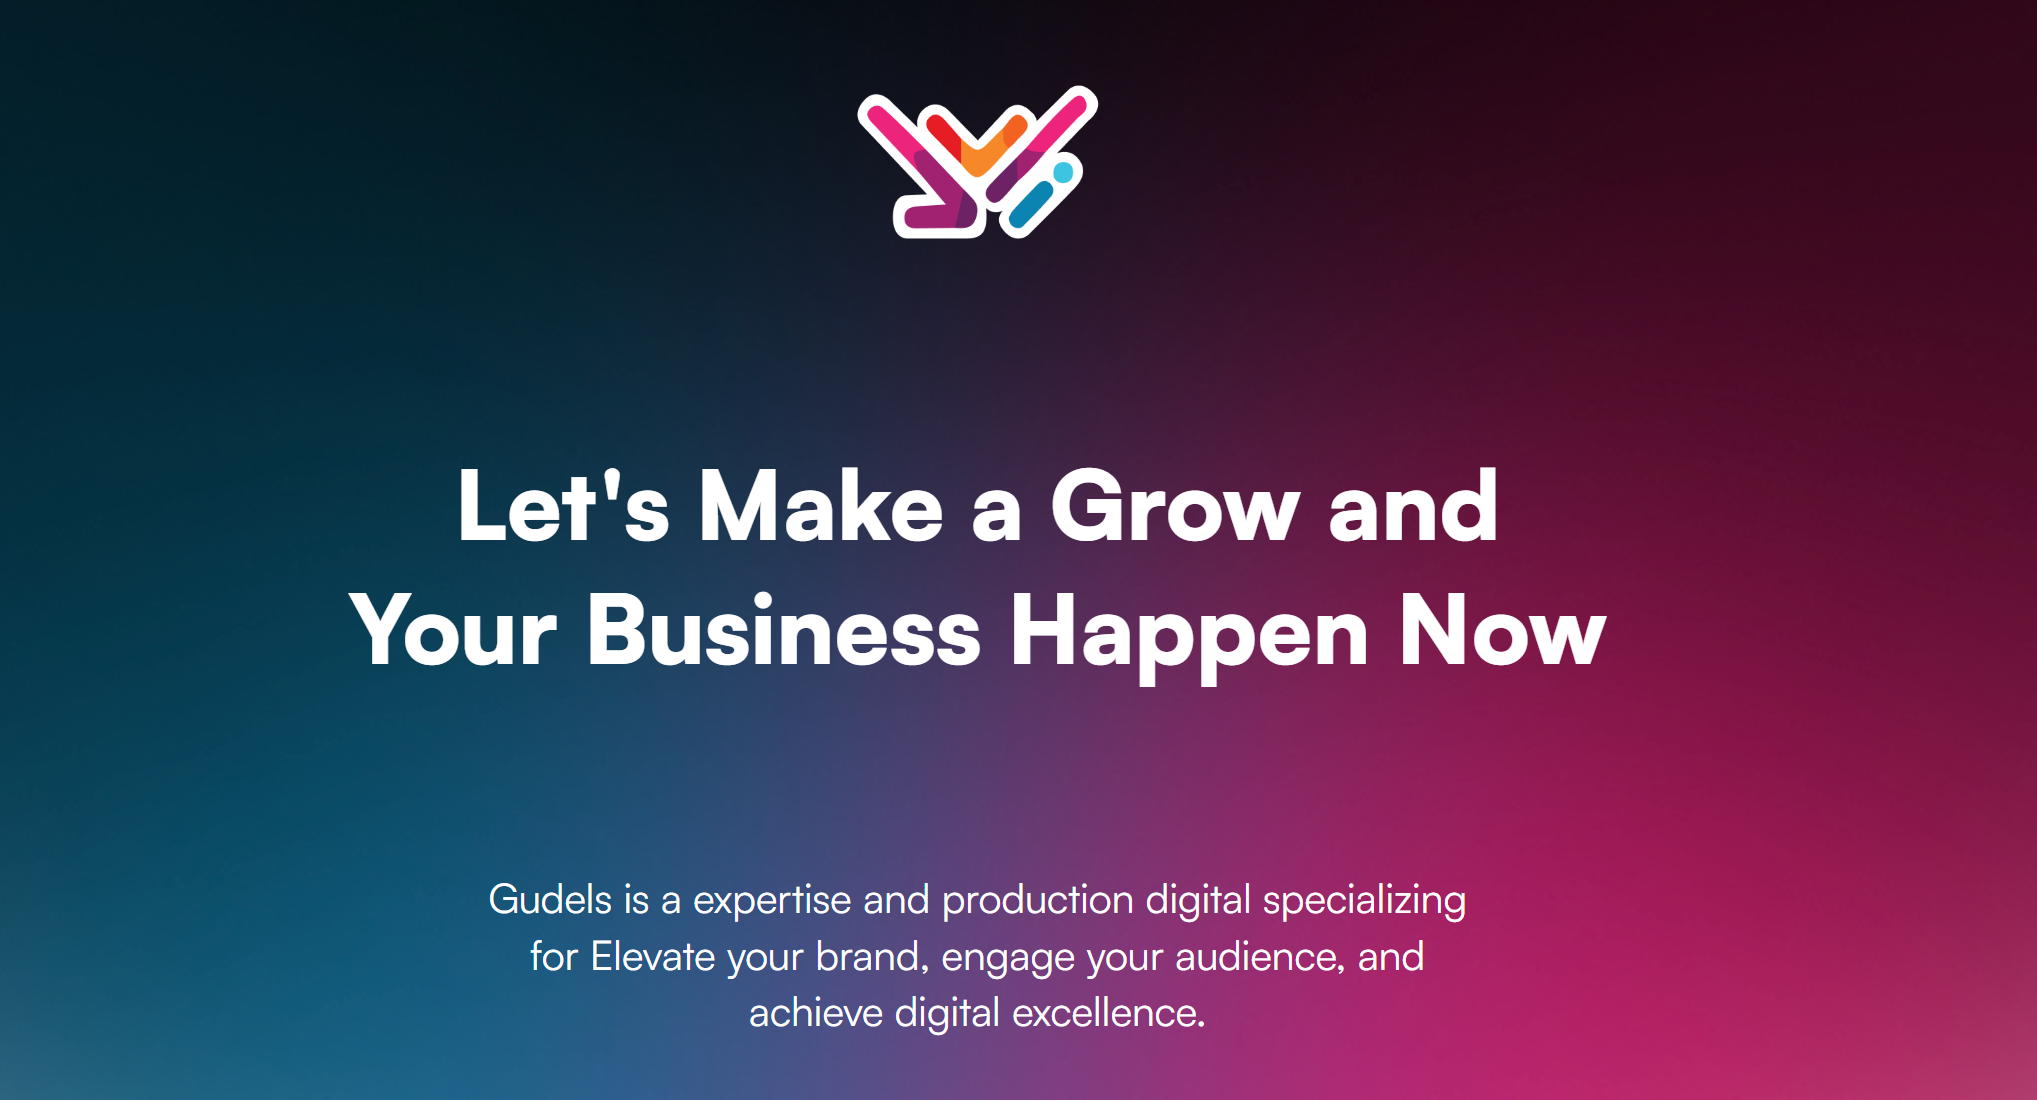 Let's Make a Grow and
Your Business Happen Now
Gudels is a expertise and production digital specializing
for Elevate your brand, engage your audience, and
achieve digital excellence.